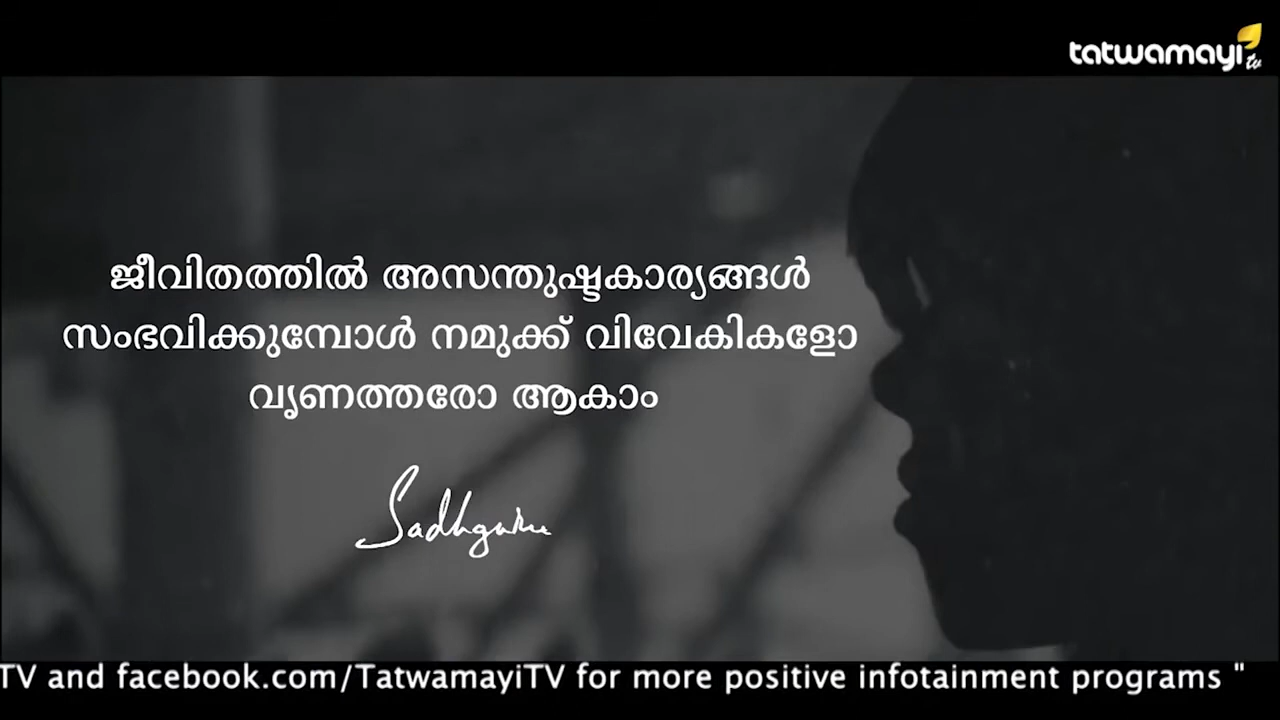 tatwamayi tv
ജീവിതത്തിൽ അസന്തുഷ്ടകാര്യങ്ങൾ
സംഭവിക്കുമ്പോൾ നമുക്ക് വിവേകികളോ
വൃണത്തരോ ആകാം
Sadhguru
TV and facebook.com/TatwamayiTV for more positive infotainment programs "